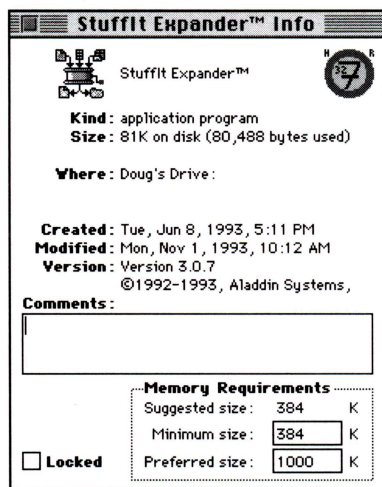 StuffIt Expander™ Info
StuffIt Expander™
H R
32
7
Kind: application program
Size: 81K on disk (80,488 bytes used)
Where: Doug's Drive:
Created: Tue, Jun 8, 1993, 5:11 PM
Modified: Mon, Nov 1, 1993, 10:12 AM
Version: Version 3.0.7
©1992-1993, Aladdin Systems,
Comments:
Memory Requirements
Suggested size: 384 K
Minimum size: 384 K
Locked
Preferred size: 1000 K